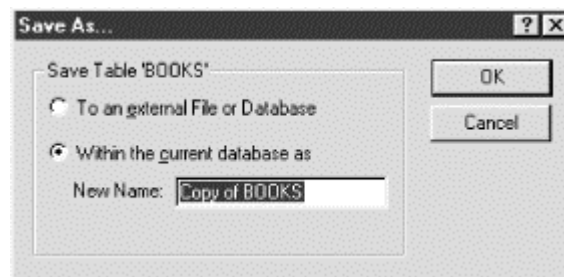 Save As...
Save Table 'BOOKS'
To an external File or Database
Within the current database as
New Name: Copy of BOOKS
OK
Cancel